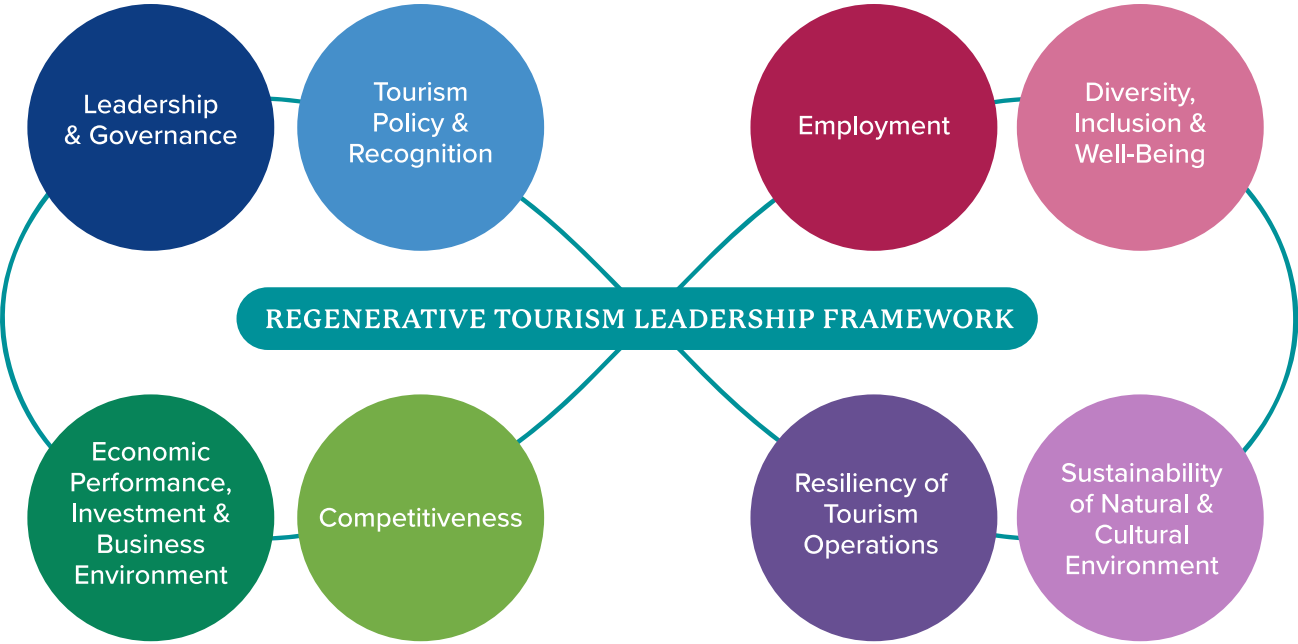 Leadership
& Governance
Tourism
Policy &
Recognition
Employment
Diversity,
Inclusion &
Well-Being
REGENERATIVE TOURISM LEADERSHIP FRAMEWORK
Economic
Performance,
Investment &
Business
Environment
Competitiveness
Resiliency of
Tourism
Operations
Sustainability
of Natural &
Cultural
Environment